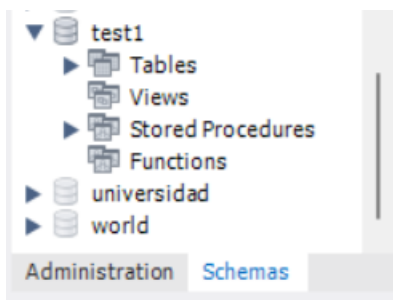 test1
Tables
Views
Stored Procedures
Functions
universidad
world
Administration Schemas